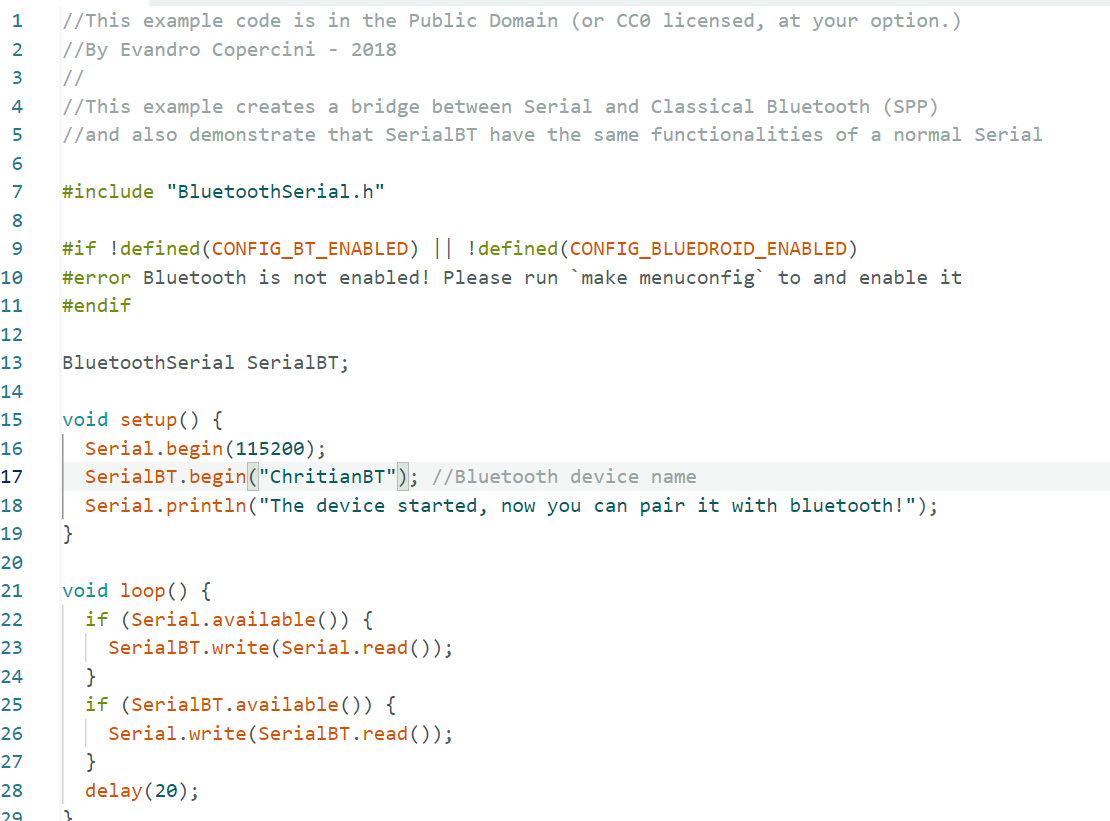 1 //This example code is in the Public Domain (or CC0 licensed, at your option.)
2 //By Evandro Copercini - 2018
3 //
4 //This example creates a bridge between Serial and Classical Bluetooth (SPP)
5 //and also demonstrate that SerialBT have the same functionalities of a normal Serial
6
7 #include "BluetoothSerial.h"
8
9 #if !defined(CONFIG_BT_ENABLED) || !defined(CONFIG_BLUEDROID_ENABLED)
10 #error Bluetooth is not enabled! Please run `make menuconfig` to and enable it
11 #endif
12
13 BluetoothSerial SerialBT;
14
15 void setup() {
16   Serial.begin(115200);
17   SerialBT.begin("ChritianBT"); //Bluetooth device name
18   Serial.println("The device started, now you can pair it with bluetooth!");
19 }
20
21 void loop() {
22   if (Serial.available()) {
23     SerialBT.write(Serial.read());
24   }
25   if (SerialBT.available()) {
26     Serial.write(SerialBT.read());
27   }
28   delay(20);
29 }